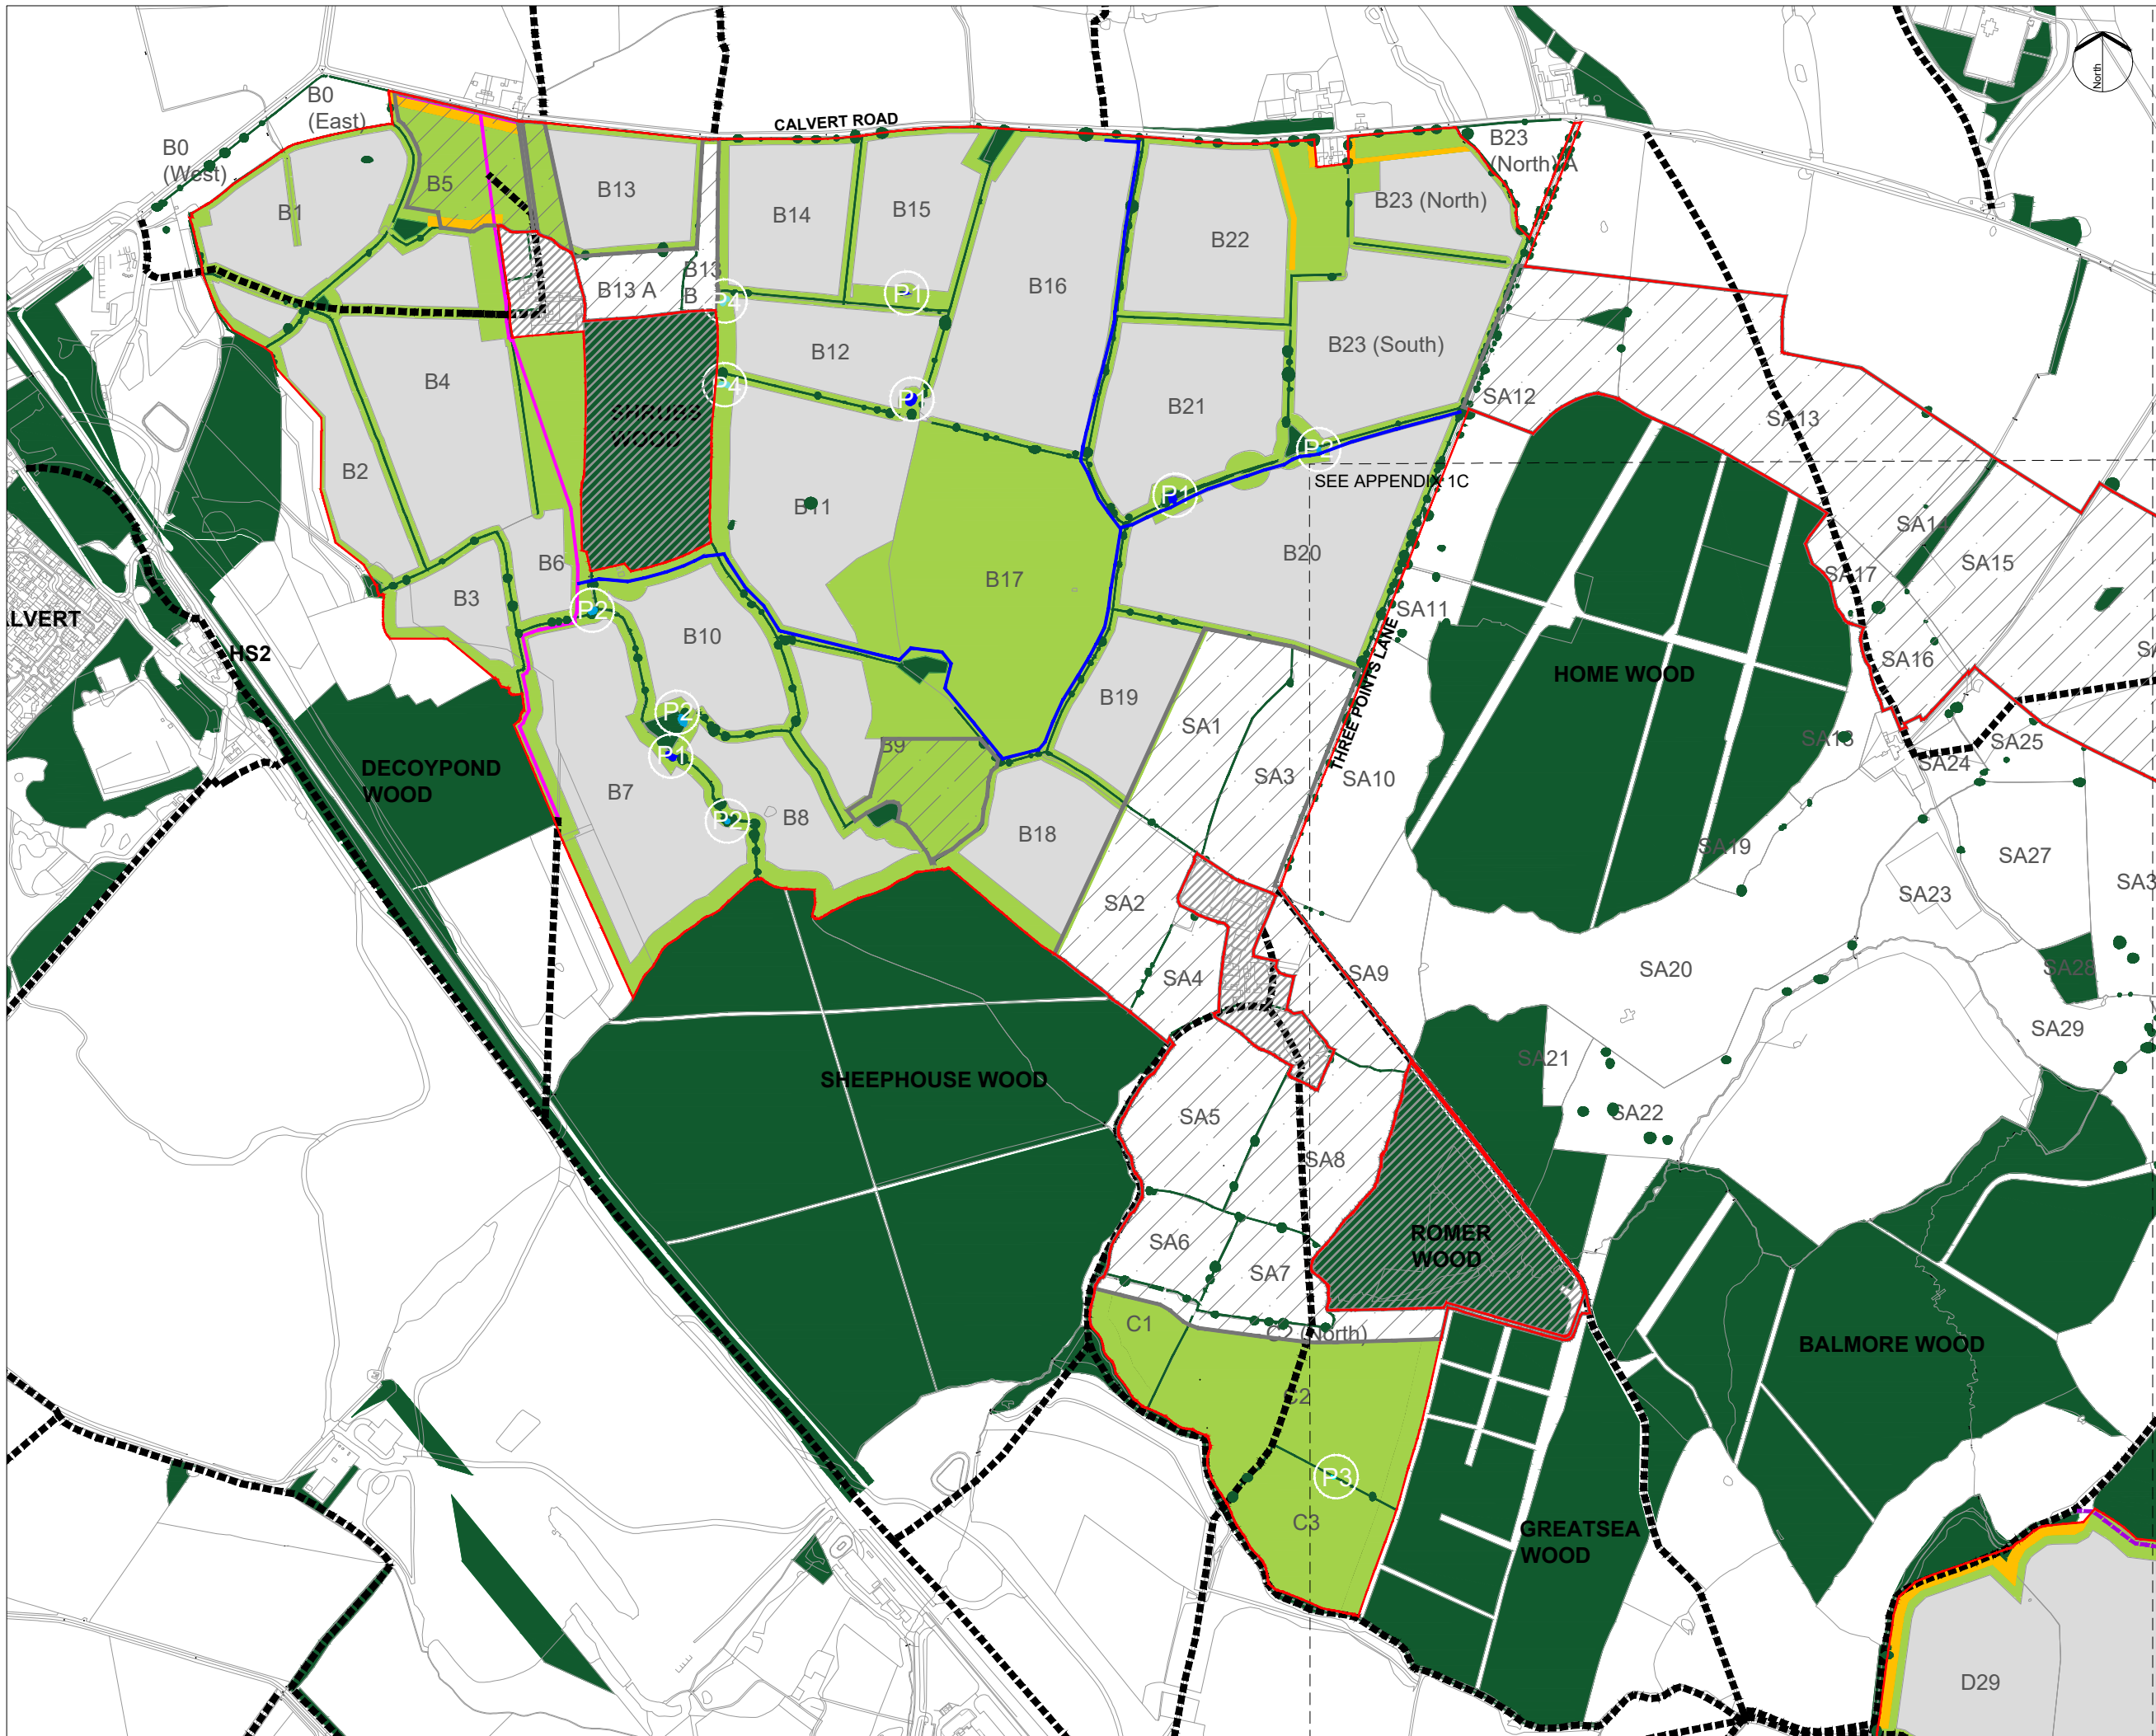 North
B0
(East)
CALVERT ROAD
B0
(West)
B23
(North) A
B5
B13
B14
B15
B23 (North)
B1
B22
B13 A
B13
B
P4
P1
B16
B12
B23 (South)
B4
P4
P1
B21
SA12
SA13
SHRUBS
WOOD
P2
B2
SEE APPENDIX 1C
B11
P1
SA14
B6
B20
SA15
B17
SA17
B3
P2
SA11
ALVERT
B10
HS2
THREE POINTS LANE
HOME WOOD
SA16
B19
P2
SA1
SA18
SA25
B9
P1
SA3
SA10
SA24
DECOYPOND
WOOD
B7
P2
B8
B18
SA19
SA27
SA2
SA23
SA4
SA9
SA20
SA28
SA29
SHEEPHOUSE WOOD
SA21
SA5
SA22
SA8
SA6
ROMER
WOOD
SA7
C1
C2 (North)
BALMORE WOOD
C2
P3
C3
GREATSEA
WOOD
D29